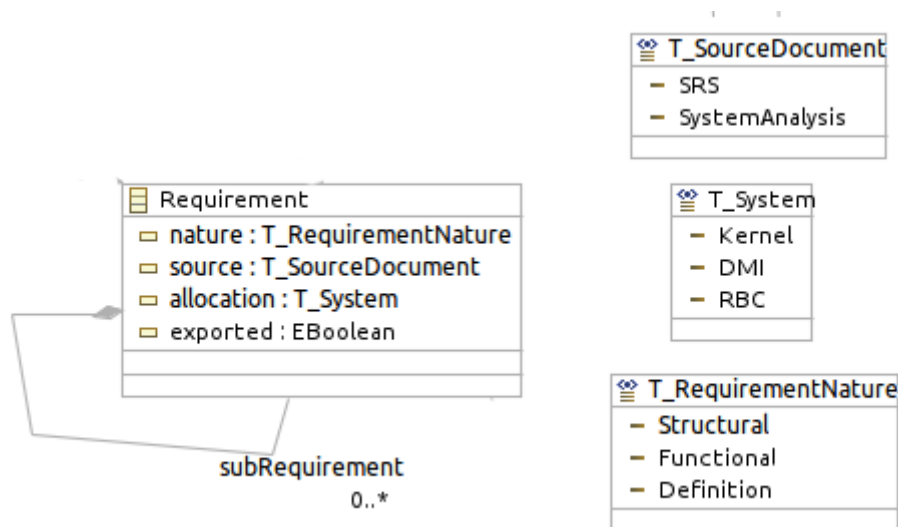 T_SourceDocument
SRS
SystemAnalysis
Requirement
nature : T_RequirementNature
source : T_SourceDocument
allocation : T_System
exported : EBoolean
T_System
Kernel
DMI
RBC
T_RequirementNature
Structural
Functional
Definition
subRequirement
0..*